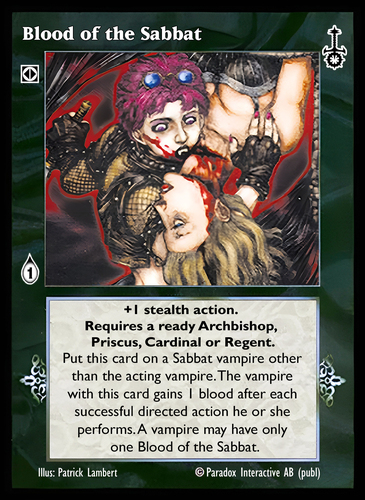 Blood of the Sabbat
1
+1 stealth action.
Requires a ready Archbishop,
Priscus, Cardinal or Regent.
Put this card on a Sabbat vampire other
than the acting vampire. The vampire
with this card gains 1 blood after each
successful directed action he or she
performs. A vampire may have only
one Blood of the Sabbat.
Illus: Patrick Lambert © Paradox Interactive AB (publ)